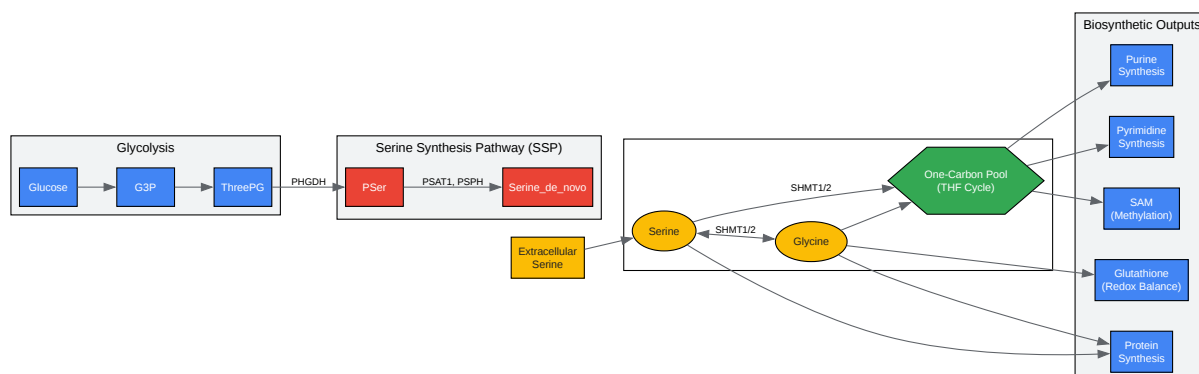 Biosynthetic Outputs
Purine
Synthesis
Pyrimidine
Synthesis
SAM
(Methylation)
Glutathione
(Redox Balance)
Protein
Synthesis
Glycolysis
Glucose
G3P
ThreePG
PHGDH
Serine Synthesis Pathway (SSP)
PSer
PSAT1, PSPH
Serine_de_novo
Extracellular
Serine
Serine
SHMT1/2
SHMT1/2
Glycine
One-Carbon Pool
(THF Cycle)